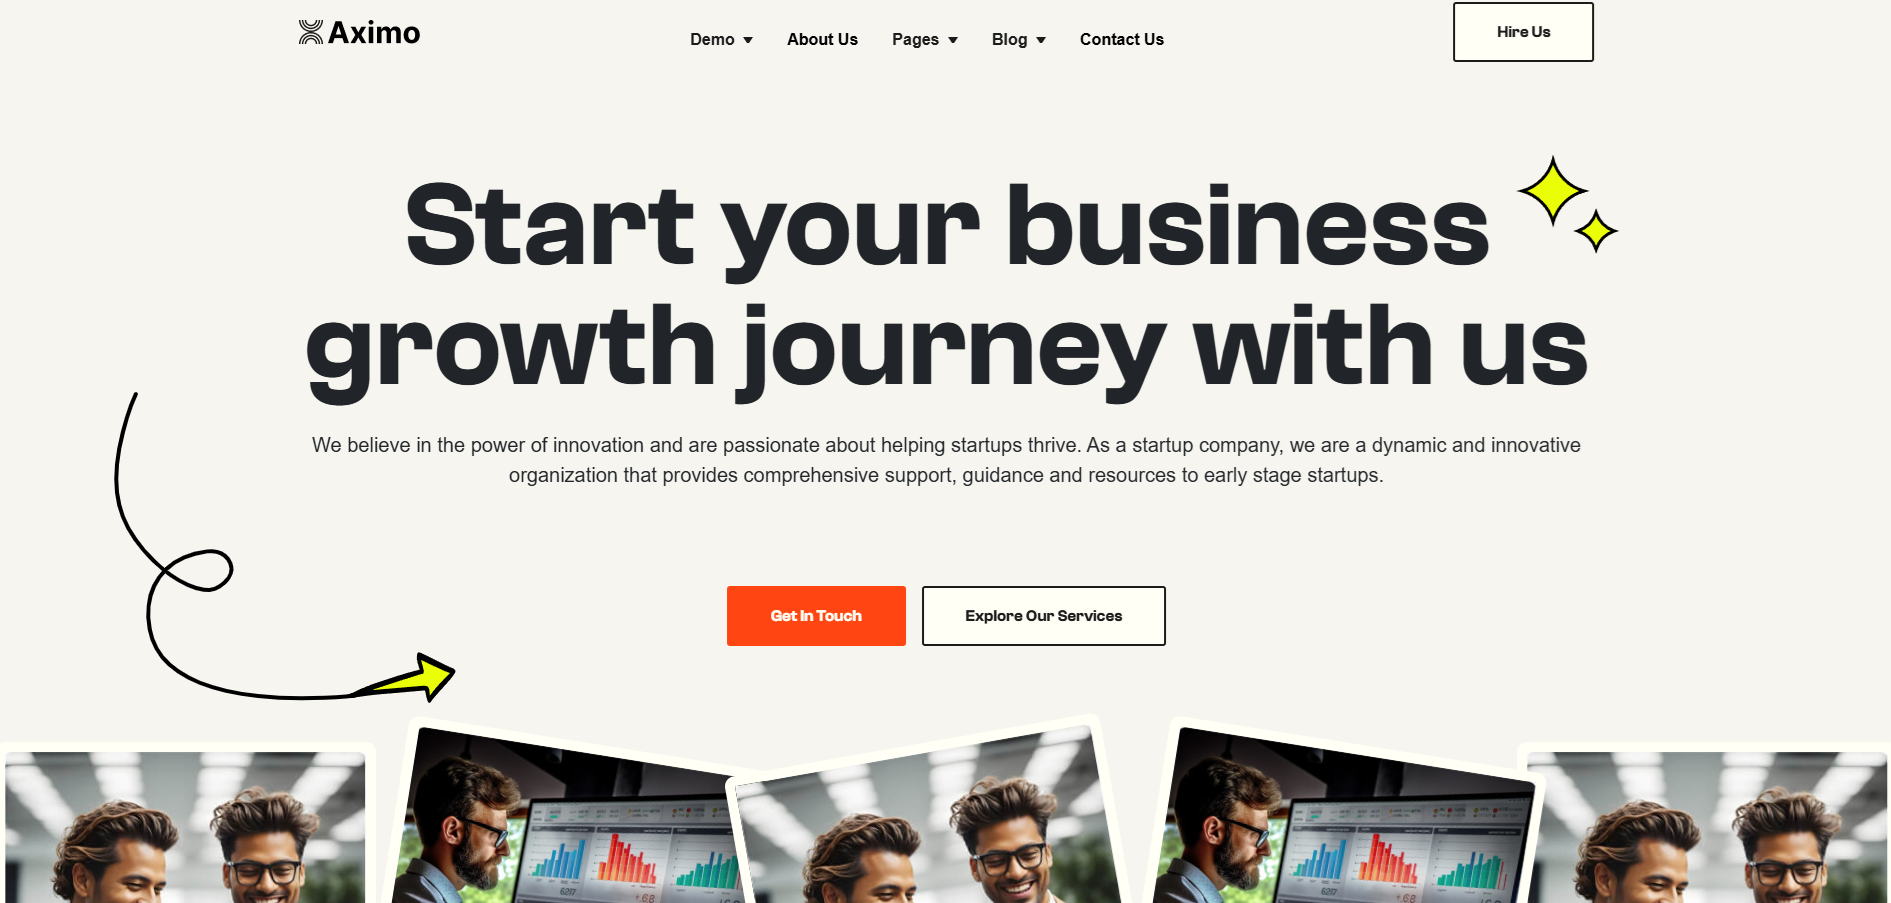 Aximo
Demo
About Us
Pages
Blog
Contact Us
Hire Us
Start your business
growth journey with us
We believe in the power of innovation and are passionate about helping startups thrive. As a startup company, we are a dynamic and innovative
organization that provides comprehensive support, guidance and resources to early stage startups.
Get In Touch
Explore Our Services
6217
6217